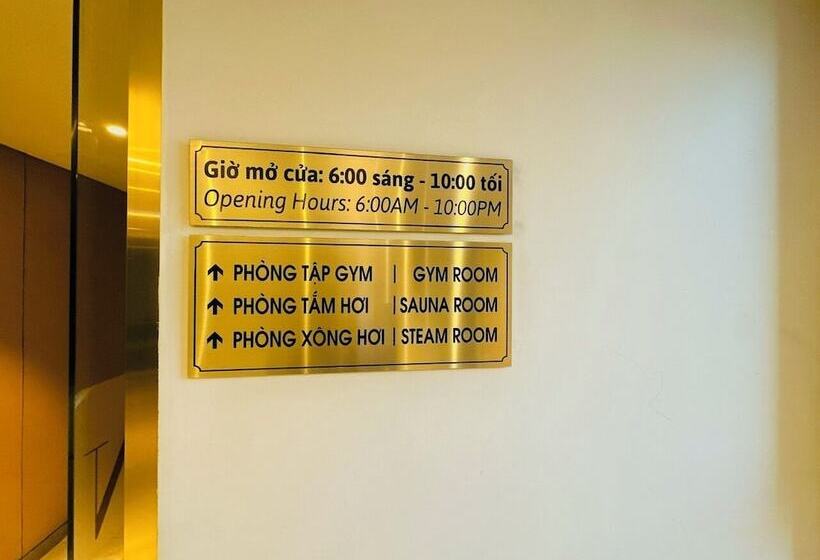 Giờ mở cửa: 6:00 sáng - 10:00 tối
Opening Hours: 6:00AM - 10:00PM
↑ PHÒNG TẬP GYM | GYM ROOM
↑ PHÒNG TẮM HƠI | SAUNA ROOM
↑ PHÒNG XÔNG HƠI | STEAM ROOM